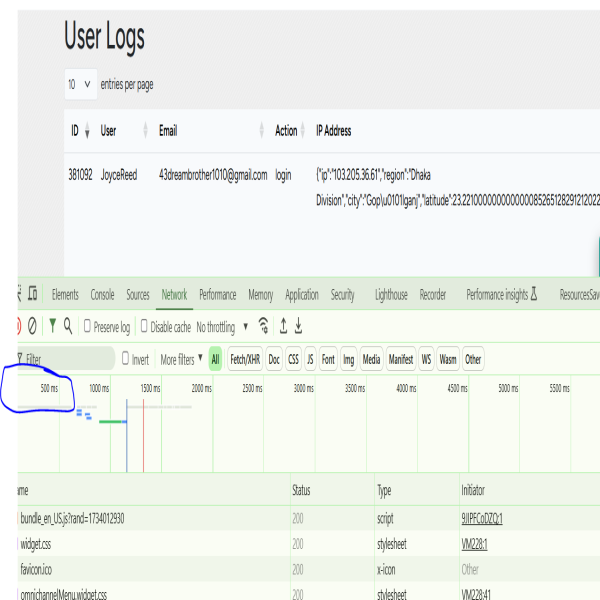 User Logs
10 entries per page
ID User Email Action IP Address
381092 JoyceReed 43dreambrother1010@gmail.com login {"ip":"103.205.36.61","region":"Dhaka
Division","city":"Gop\u0101lganj","latitude":23.221000000000000085265128291212022
Elements Console Sources Network Performance Memory Application Security Lighthouse Recorder Performance insights ResourcesSav
Preserve log Disable cache No throttling
Filter Invert More filters All Fetch/XHR Doc CSS JS Font Img Media Manifest WS Wasm Other
500 ms 1000 ms 1500 ms 2000 ms 2500 ms 3000 ms 3500 ms 4000 ms 4500 ms 5000 ms 5500 ms
me Status Type Initiator
bundle_en_US.js?rand=1734012930 200 script
widget.css 200 stylesheet VM228:1
favicon.ico 200 x-icon Other
omnichannelMenu.widget.css 200 stylesheet VM228:41